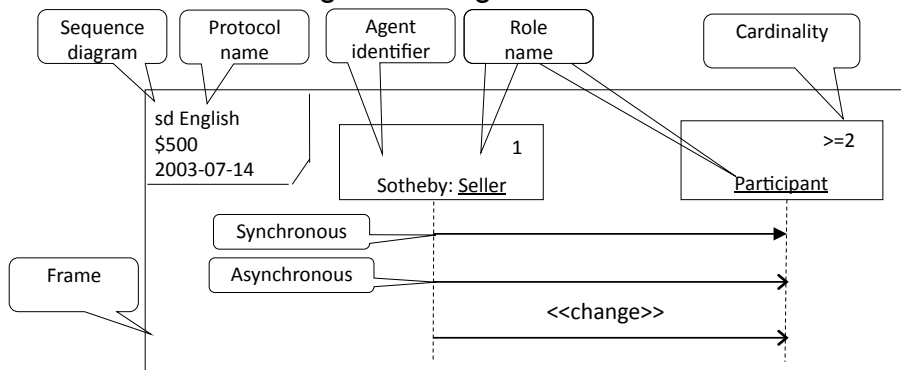 Sequence
diagram
Protocol
name
Agent
identifier
Role
name
Cardinality
sd English
$500
2003-07-14
1
Sotheby: Seller
>=2
Participant
Synchronous
Asynchronous
Frame
<<change>>